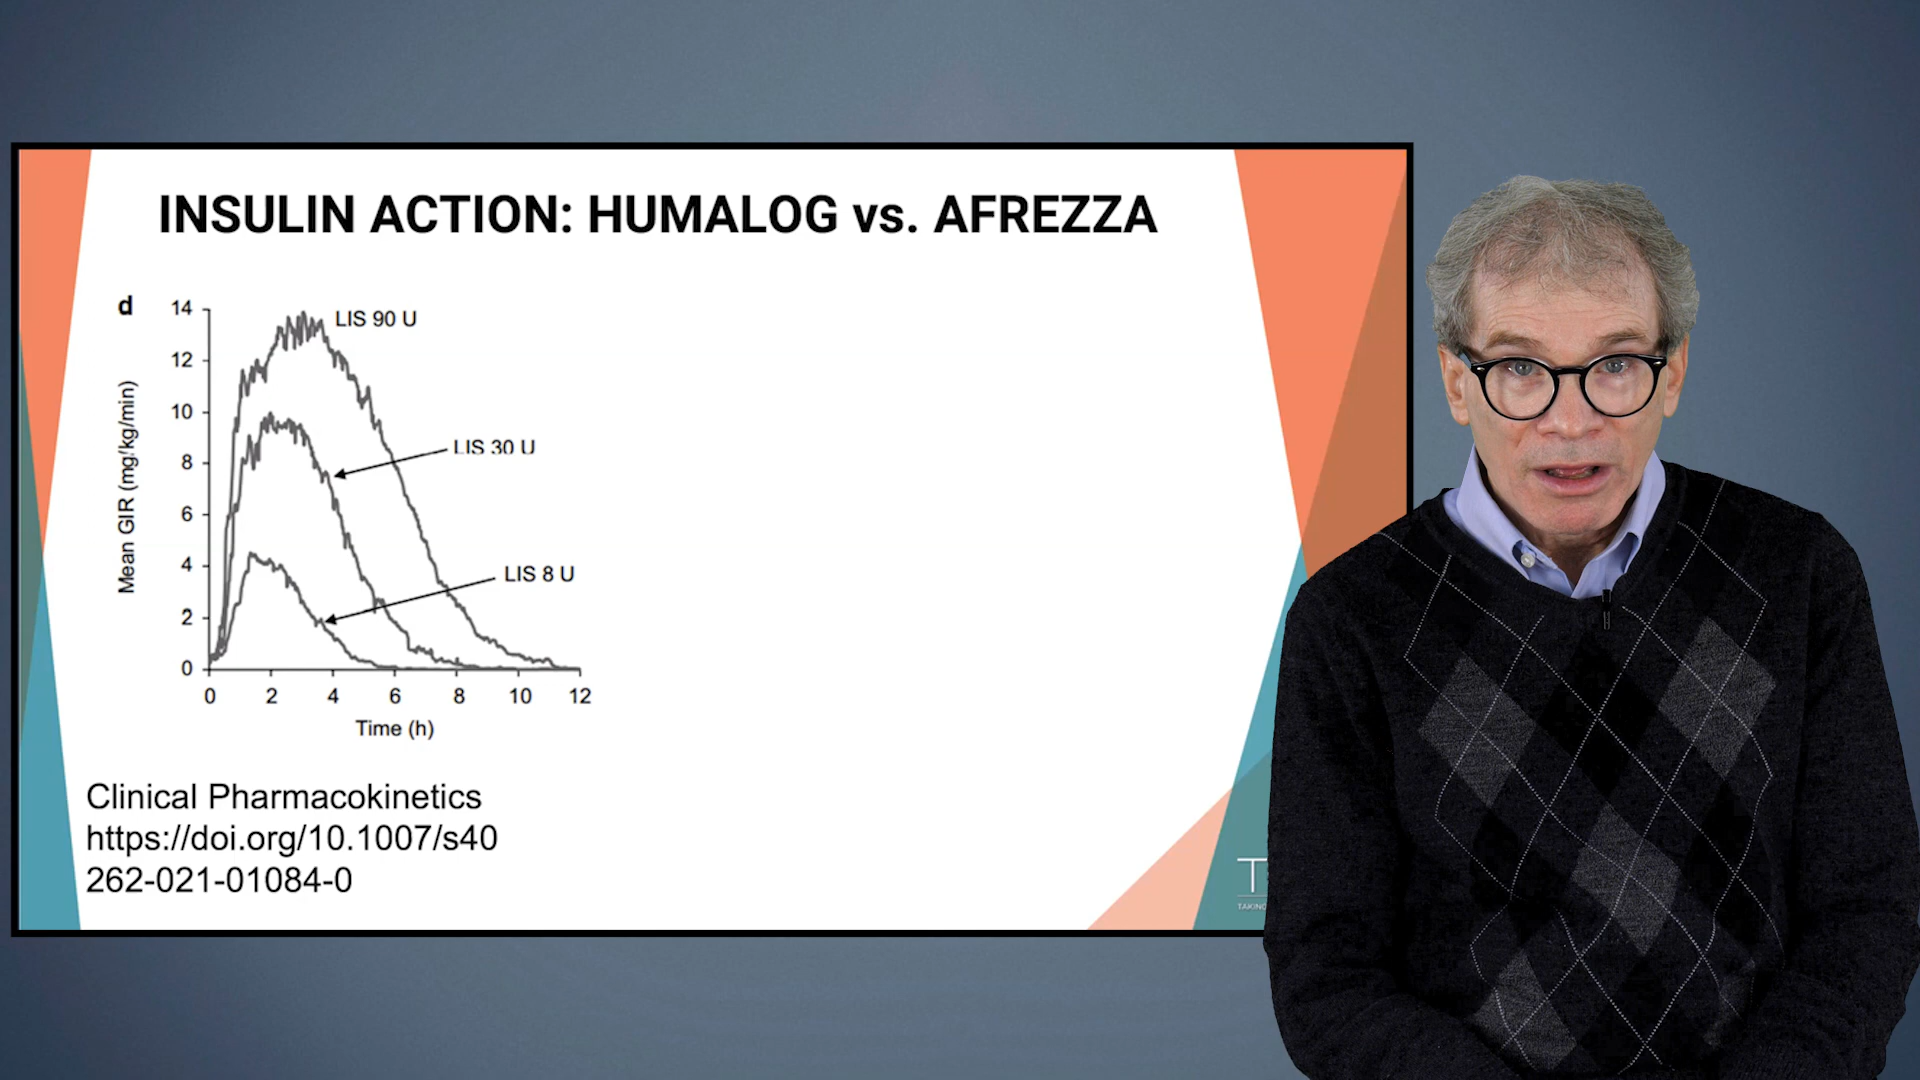 INSULIN ACTION: HUMALOG vs. AFREZZA
d
14
12
10
8
6
4
2
0
Mean GIR (mg/kg/min)
LIS 90 U
LIS 30 U
LIS 8 U
0 2 4 6 8 10 12
Time (h)
Clinical Pharmacokinetics
https://doi.org/10.1007/s40
262-021-01084-0